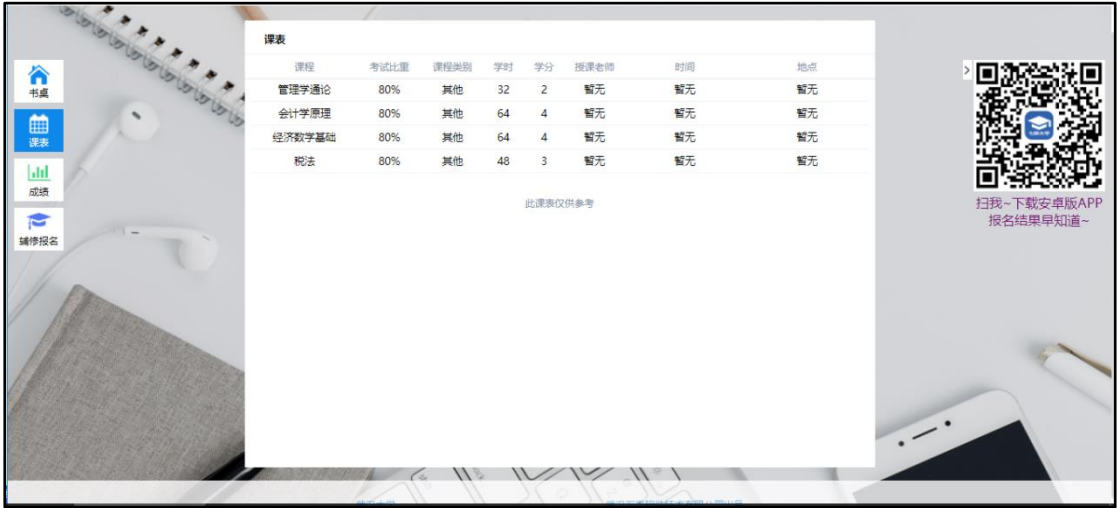 课表
课程 考试比重 课程类别 学时 学分 授课老师 时间 地点
管理学通论 80% 其他 32 2 暂无 暂无 暂无
会计学原理 80% 其他 64 4 暂无 暂无 暂无
经济数学基础 80% 其他 64 4 暂无 暂无 暂无
税法 80% 其他 48 3 暂无 暂无 暂无
此课表仅供参考
书桌
课表
成绩
辅修报名
扫我~下载安卓版APP
报名结果早知道~